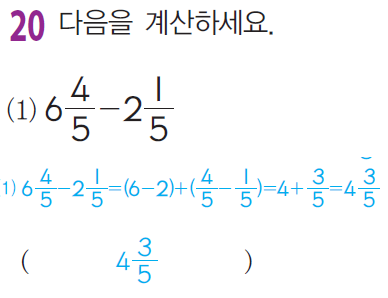 20 다음을 계산하세요.
(1) 6 4/5 − 2 1/5
1) 6 4/5 − 2 1/5 = (6−2)+(4/5 − 1/5) = 4 + 3/5 = 4 3/5
( 4 3/5 )